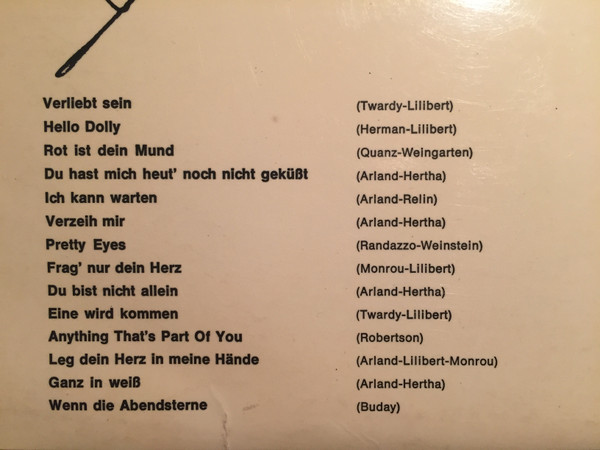 Verliebt sein (Twardy-Lilibert)
Hello Dolly (Herman-Lilibert)
Rot ist dein Mund (Quanz-Weingarten)
Du hast mich heut' noch nicht geküßt (Arland-Hertha)
Ich kann warten (Arland-Relin)
Verzeih mir (Arland-Hertha)
Pretty Eyes (Randazzo-Weinstein)
Frag' nur dein Herz (Monrou-Lilibert)
Du bist nicht allein (Arland-Hertha)
Eine wird kommen (Twardy-Lilibert)
Anything That's Part Of You (Robertson)
Leg dein Herz in meine Hände (Arland-Lilibert-Monrou)
Ganz in weiß (Arland-Hertha)
Wenn die Abendsterne (Buday)